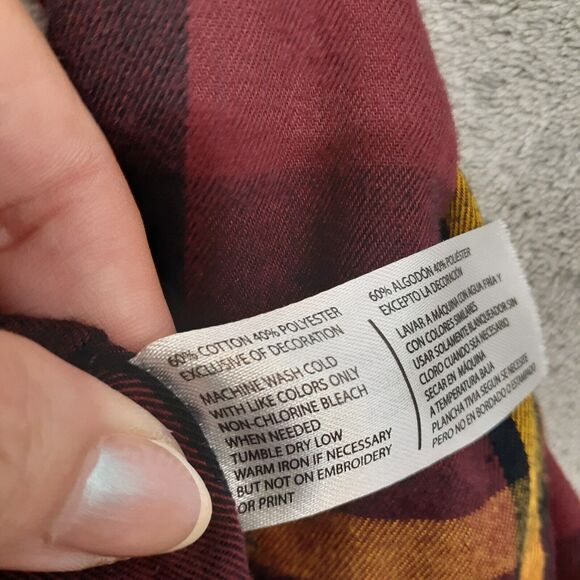 60% COTTON 40% POLYESTER
EXCLUSIVE OF DECORATION
MACHINE WASH COLD
WITH LIKE COLORS ONLY
NON-CHLORINE BLEACH
WHEN NEEDED
TUMBLE DRY LOW
WARM IRON IF NECESSARY
BUT NOT ON EMBROIDERY
OR PRINT
60% ALGODÓN 40% POLIÉSTER
EXCEPTO LA DECORACIÓN
LAVAR A MÁQUINA CON AGUA FRÍA Y
CON COLORES SIMILARES
USAR SOLAMENTE BLANQUEADOR SIN
CLORO CUANDO SEA NECESARIO
SECAR EN MÁQUINA
A TEMPERATURA BAJA
PLANCHA TIVIA SEGUN SE NECESITE
PERO NO EN BORDADO O ESTAMPADO